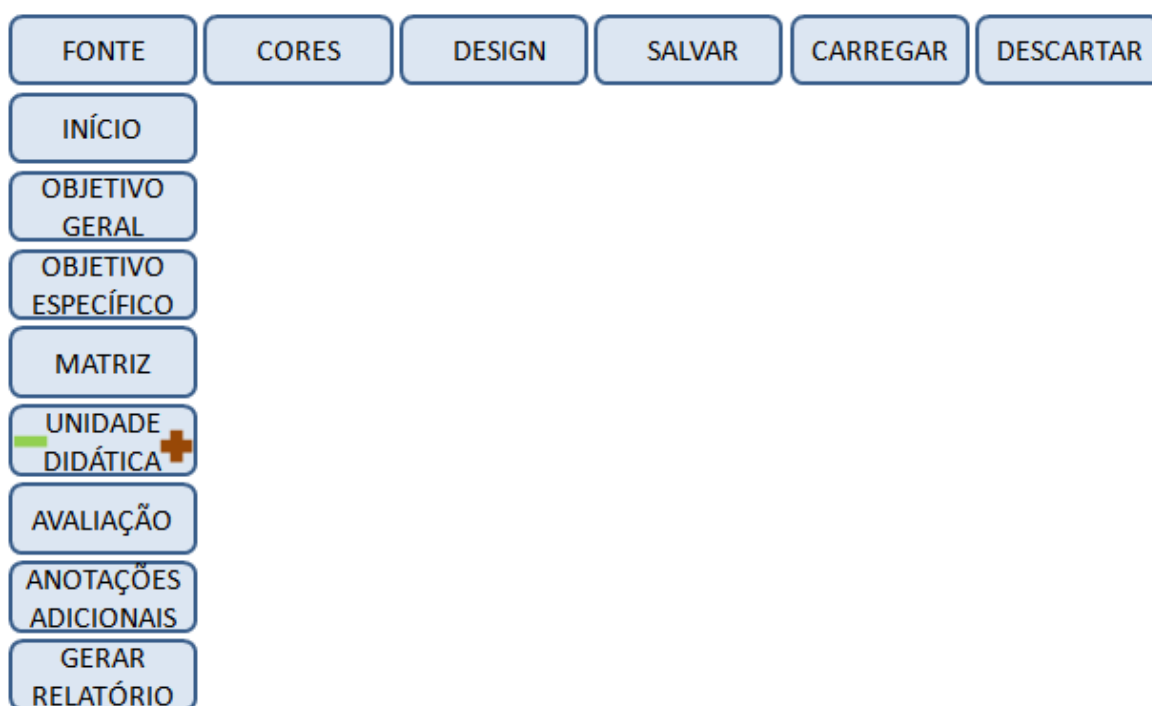 FONTE
CORES
DESIGN
SALVAR
CARREGAR
DESCARTAR
INÍCIO
OBJETIVO
GERAL
OBJETIVO
ESPECÍFICO
MATRIZ
UNIDADE
DIDÁTICA
AVALIAÇÃO
ANOTAÇÕES
ADICIONAIS
GERAR
RELATÓRIO